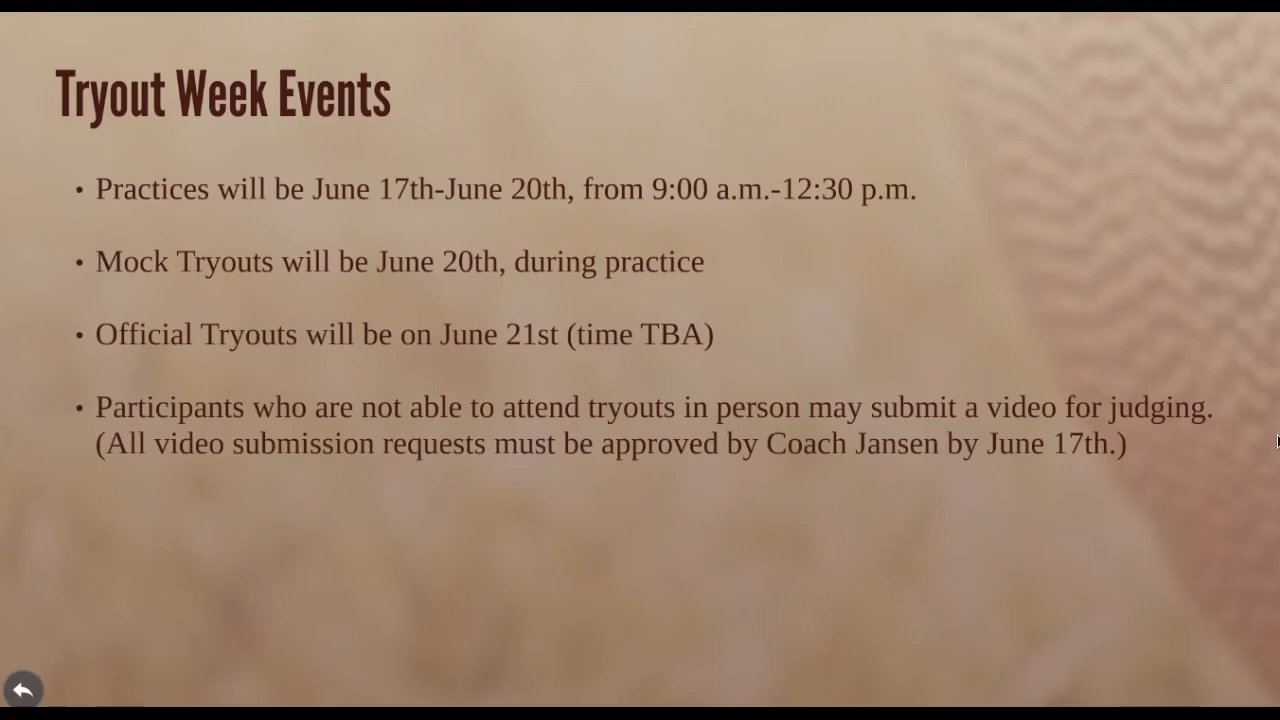 Tryout Week Events
• Practices will be June 17th-June 20th, from 9:00 a.m.-12:30 p.m.
• Mock Tryouts will be June 20th, during practice
• Official Tryouts will be on June 21st (time TBA)
• Participants who are not able to attend tryouts in person may submit a video for judging.
(All video submission requests must be approved by Coach Jansen by June 17th.)